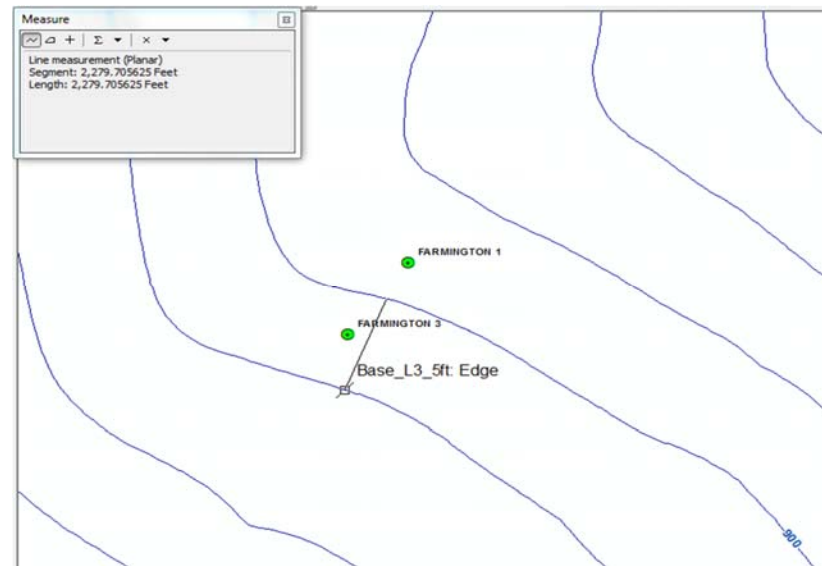 Measure
Line measurement (Planar)
Segment: 2,279.705625 Feet
Length: 2,279.705625 Feet
FARMINGTON 1
FARMINGTON 3
Base_L3_5ft: Edge
900